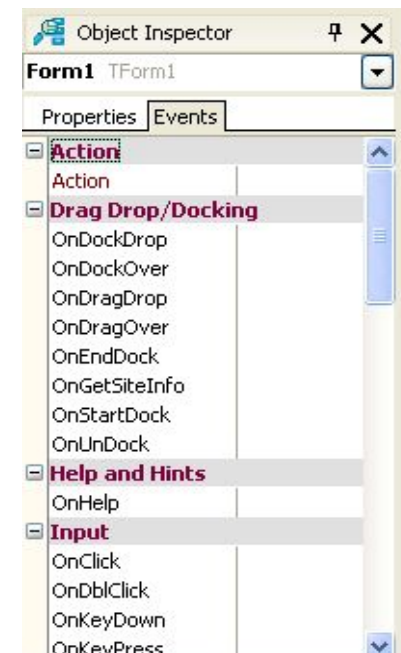 Object Inspector
Form1 TForm1
Properties Events
Action
Action
Drag Drop/Docking
OnDockDrop
OnDockOver
OnDragDrop
OnDragOver
OnEndDock
OnGetSiteInfo
OnStartDock
OnUnDock
Help and Hints
OnHelp
Input
OnClick
OnDblClick
OnKeyDown
OnKeyPress